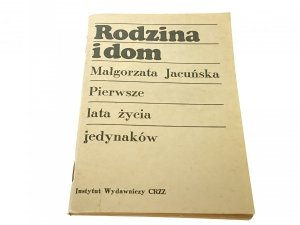 Rodzina
i dom
Małgorzata Jacuńska
Pierwsze
lata życia
jedynaków
Instytut Wydawniczy CRZZ